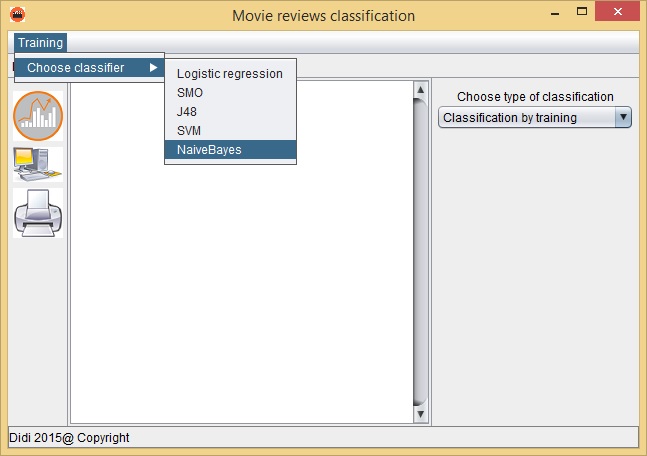 Movie reviews classification
Training
Choose classifier
Logistic regression
SMO
J48
SVM
NaiveBayes
Choose type of classification
Classification by training
Didi 2015@ Copyright